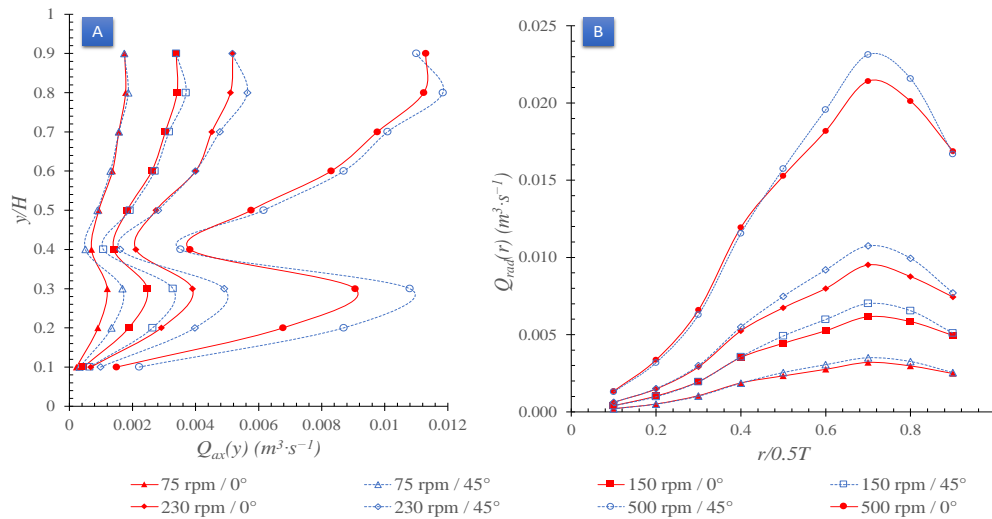 A
y/H
1
0.9
0.8
0.7
0.6
0.5
0.4
0.3
0.2
0.1
0
0 0.002 0.004 0.006 0.008 0.01 0.012
Q_ax(y) (m³·s⁻¹)
B
Q_rad(r) (m³·s⁻¹)
0.025
0.020
0.015
0.010
0.005
0.000
0 0.2 0.4 0.6 0.8
r/0.5T
75 rpm / 0° 75 rpm / 45° 150 rpm / 0° 150 rpm / 45°
230 rpm / 0° 230 rpm / 45° 500 rpm / 45° 500 rpm / 0°